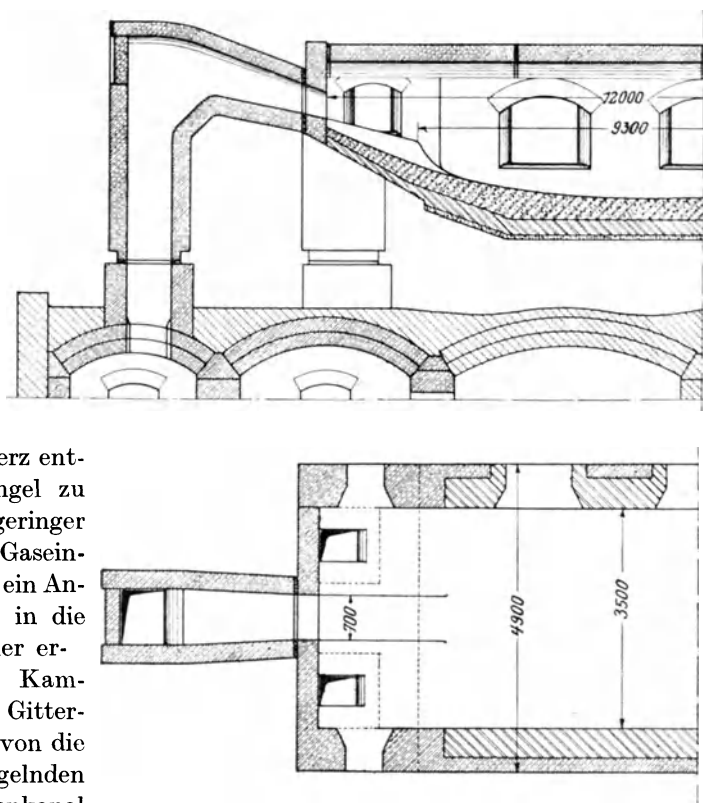 12000
9300
erz ent-
ngel zu
geringer
Gasein-
ein An-
in die
er er-
Kam-
Gitter-
von die
gelnden
700
4900
3500